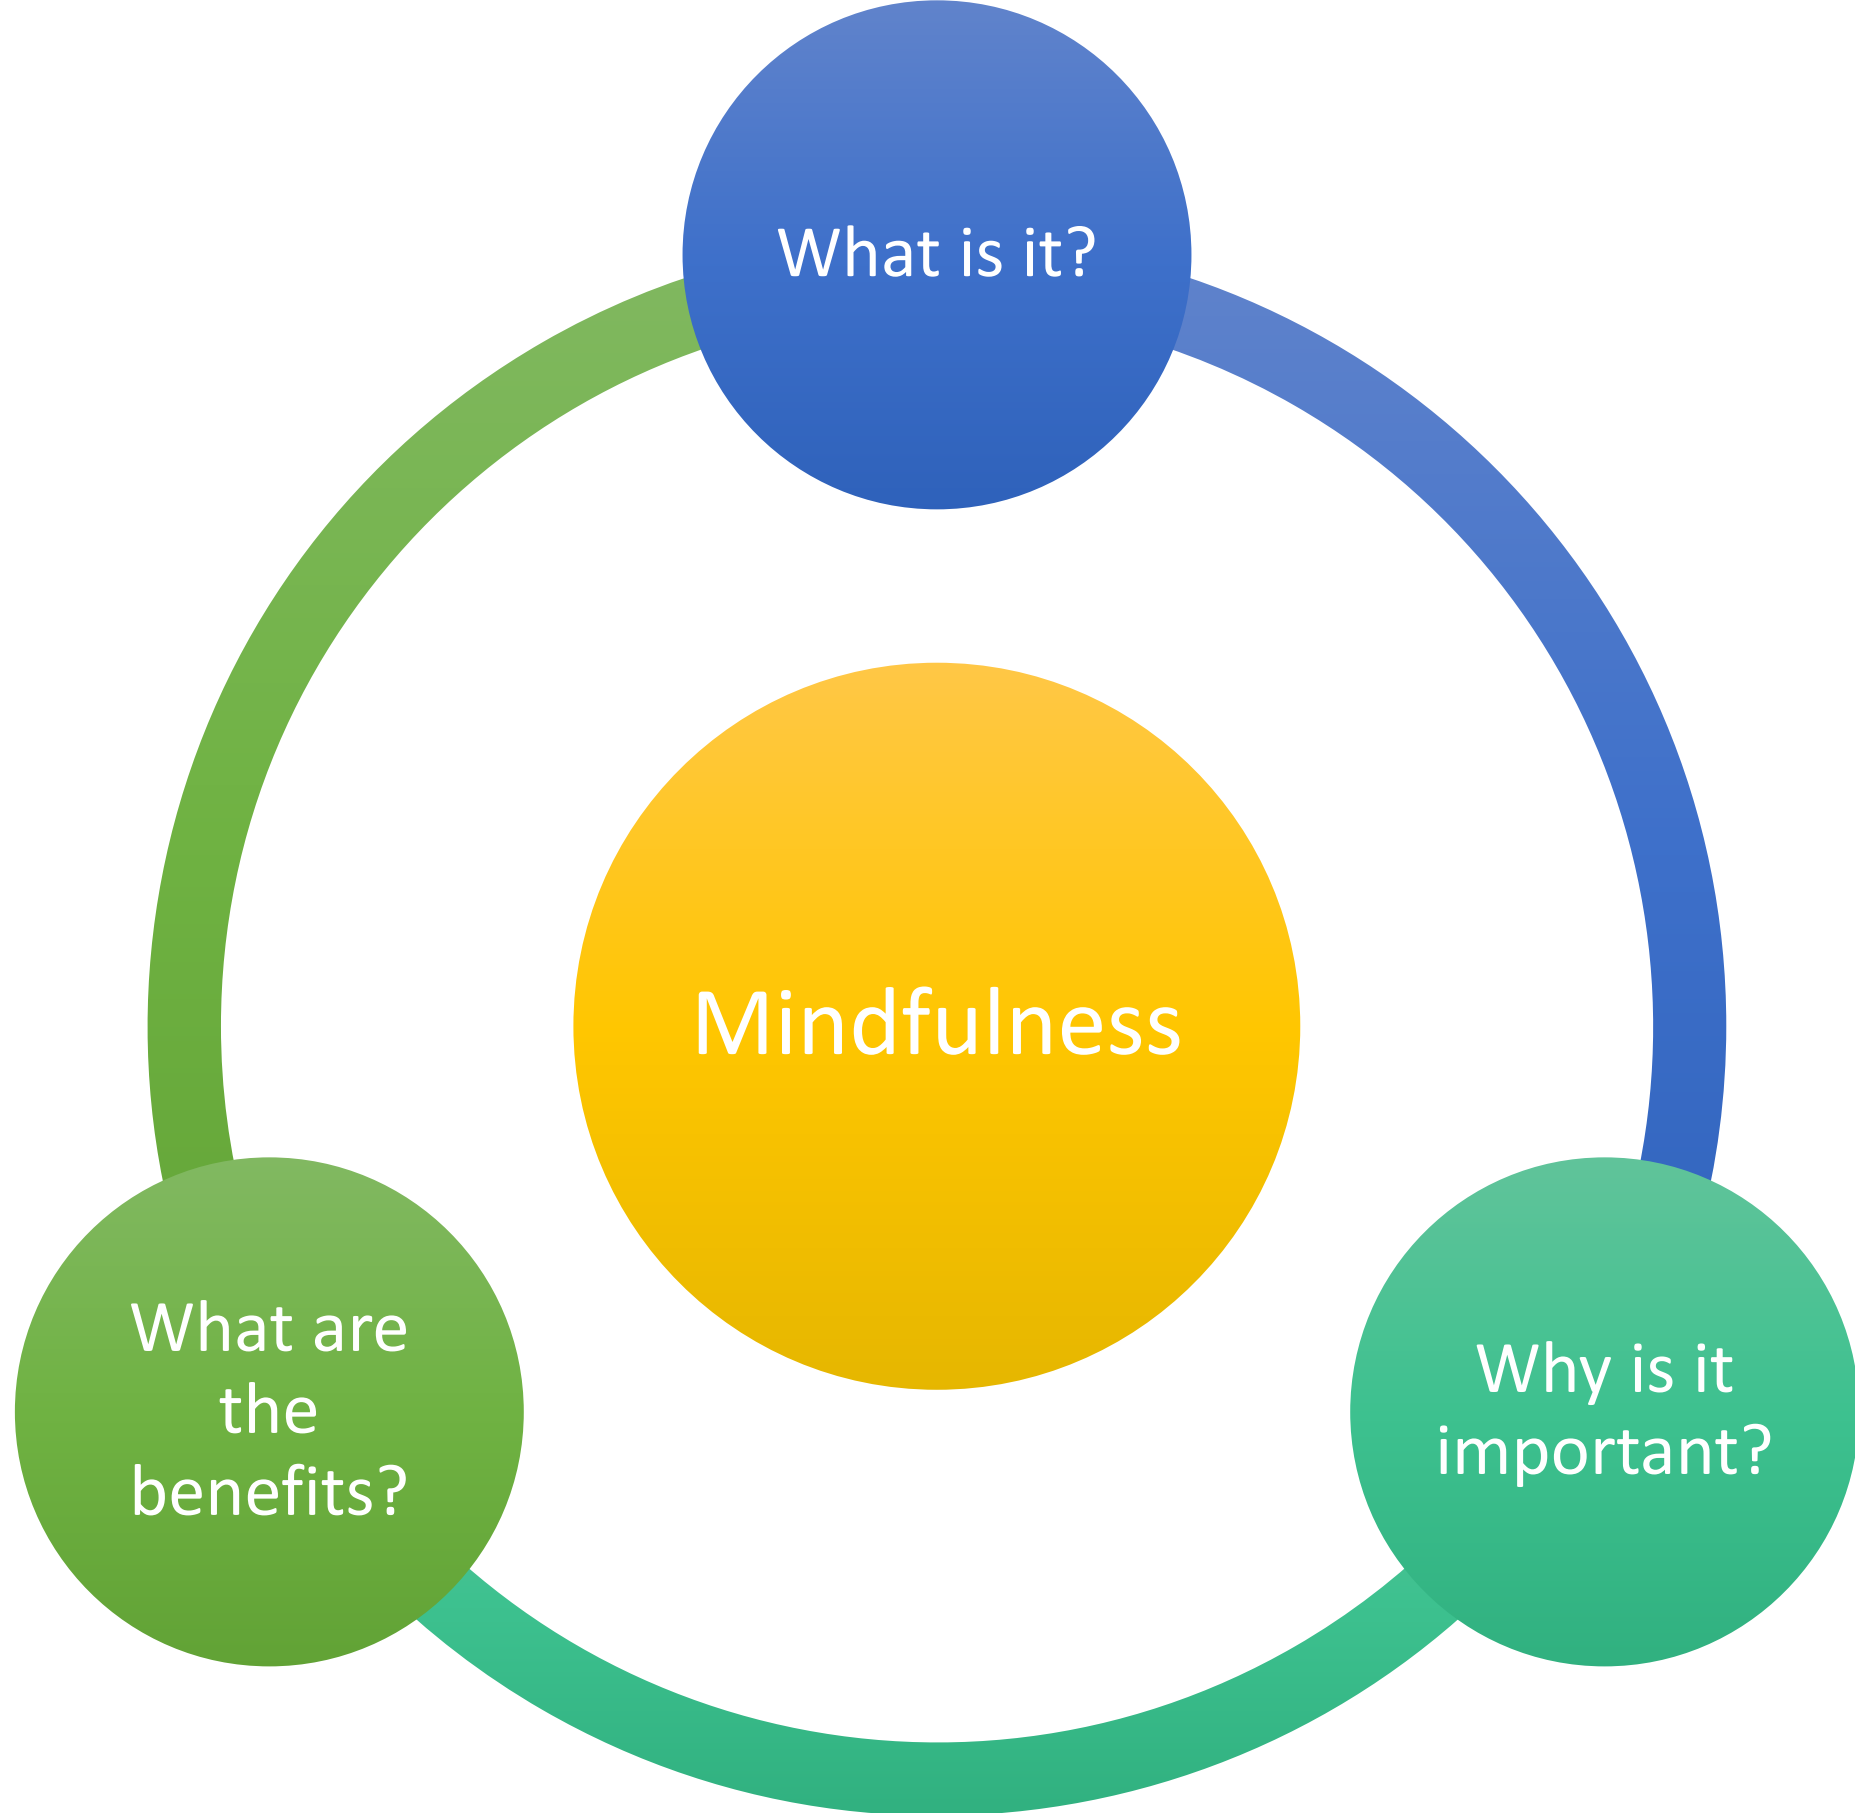 What is it?
Mindfulness
What are
the
benefits?
Why is it
important?